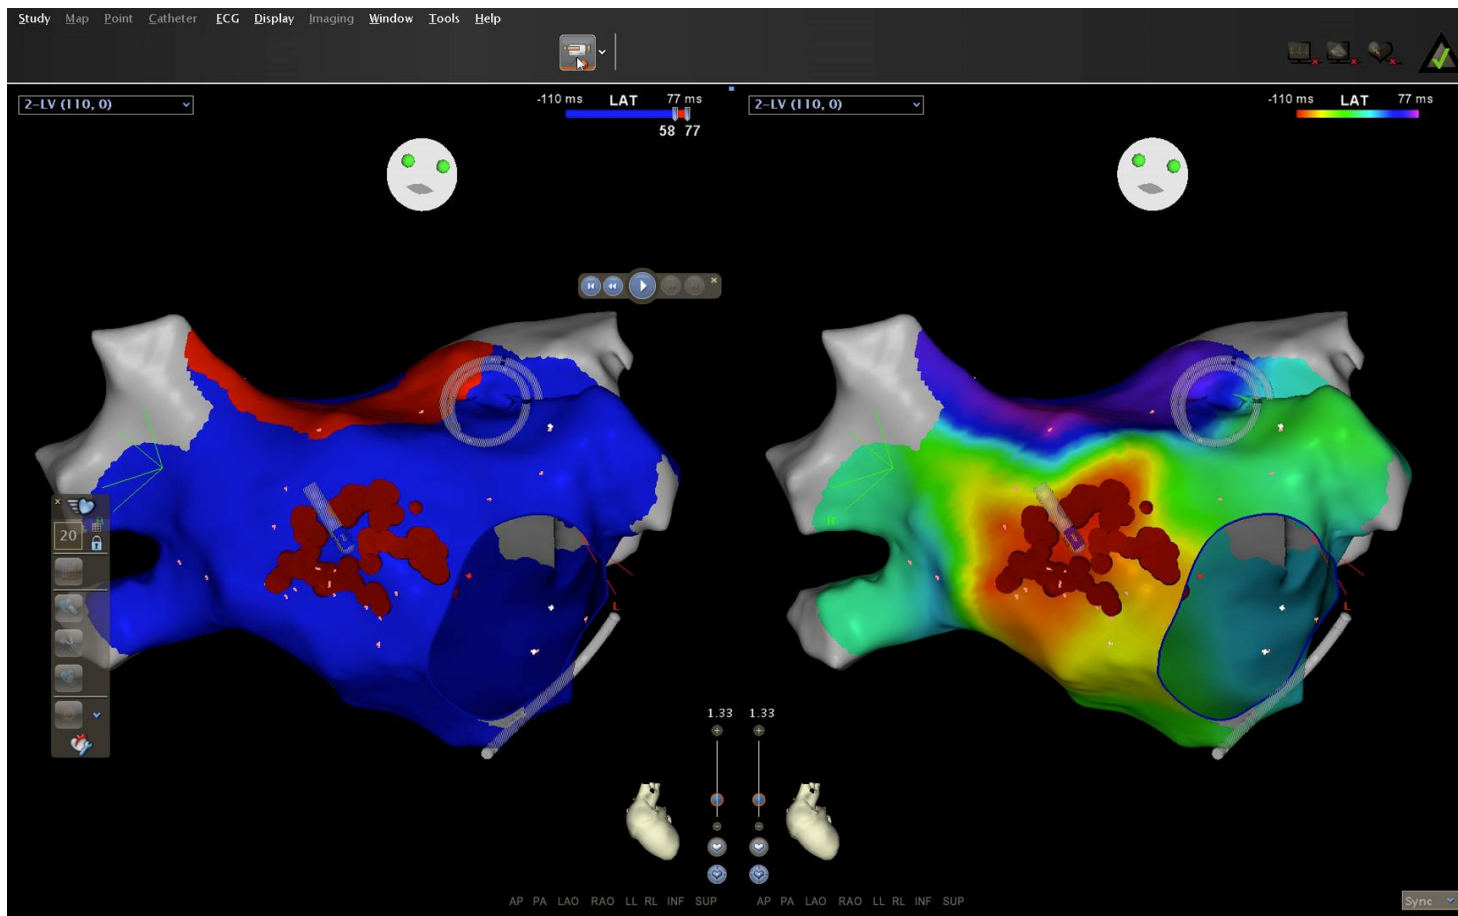 Study Map Point Catheter ECG Display Imaging Window Tools Help
2-LV (110, 0)
-110 ms LAT 77 ms
58 77
2-LV (110, 0)
-110 ms LAT 77 ms
20
R
L
L
1.33 1.33
AP PA LAO RAO LL RL INF SUP
AP PA LAO RAO LL RL INF SUP
Sync